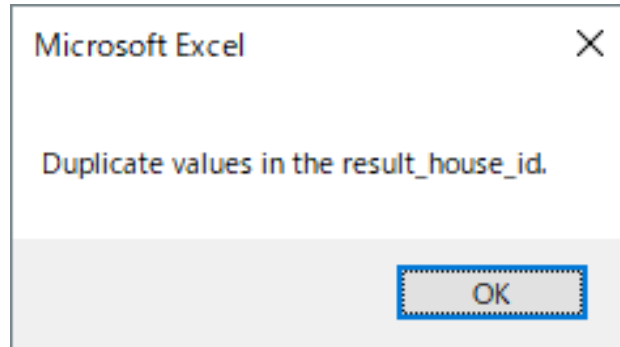 Microsoft Excel
Duplicate values in the result_house_id.
OK